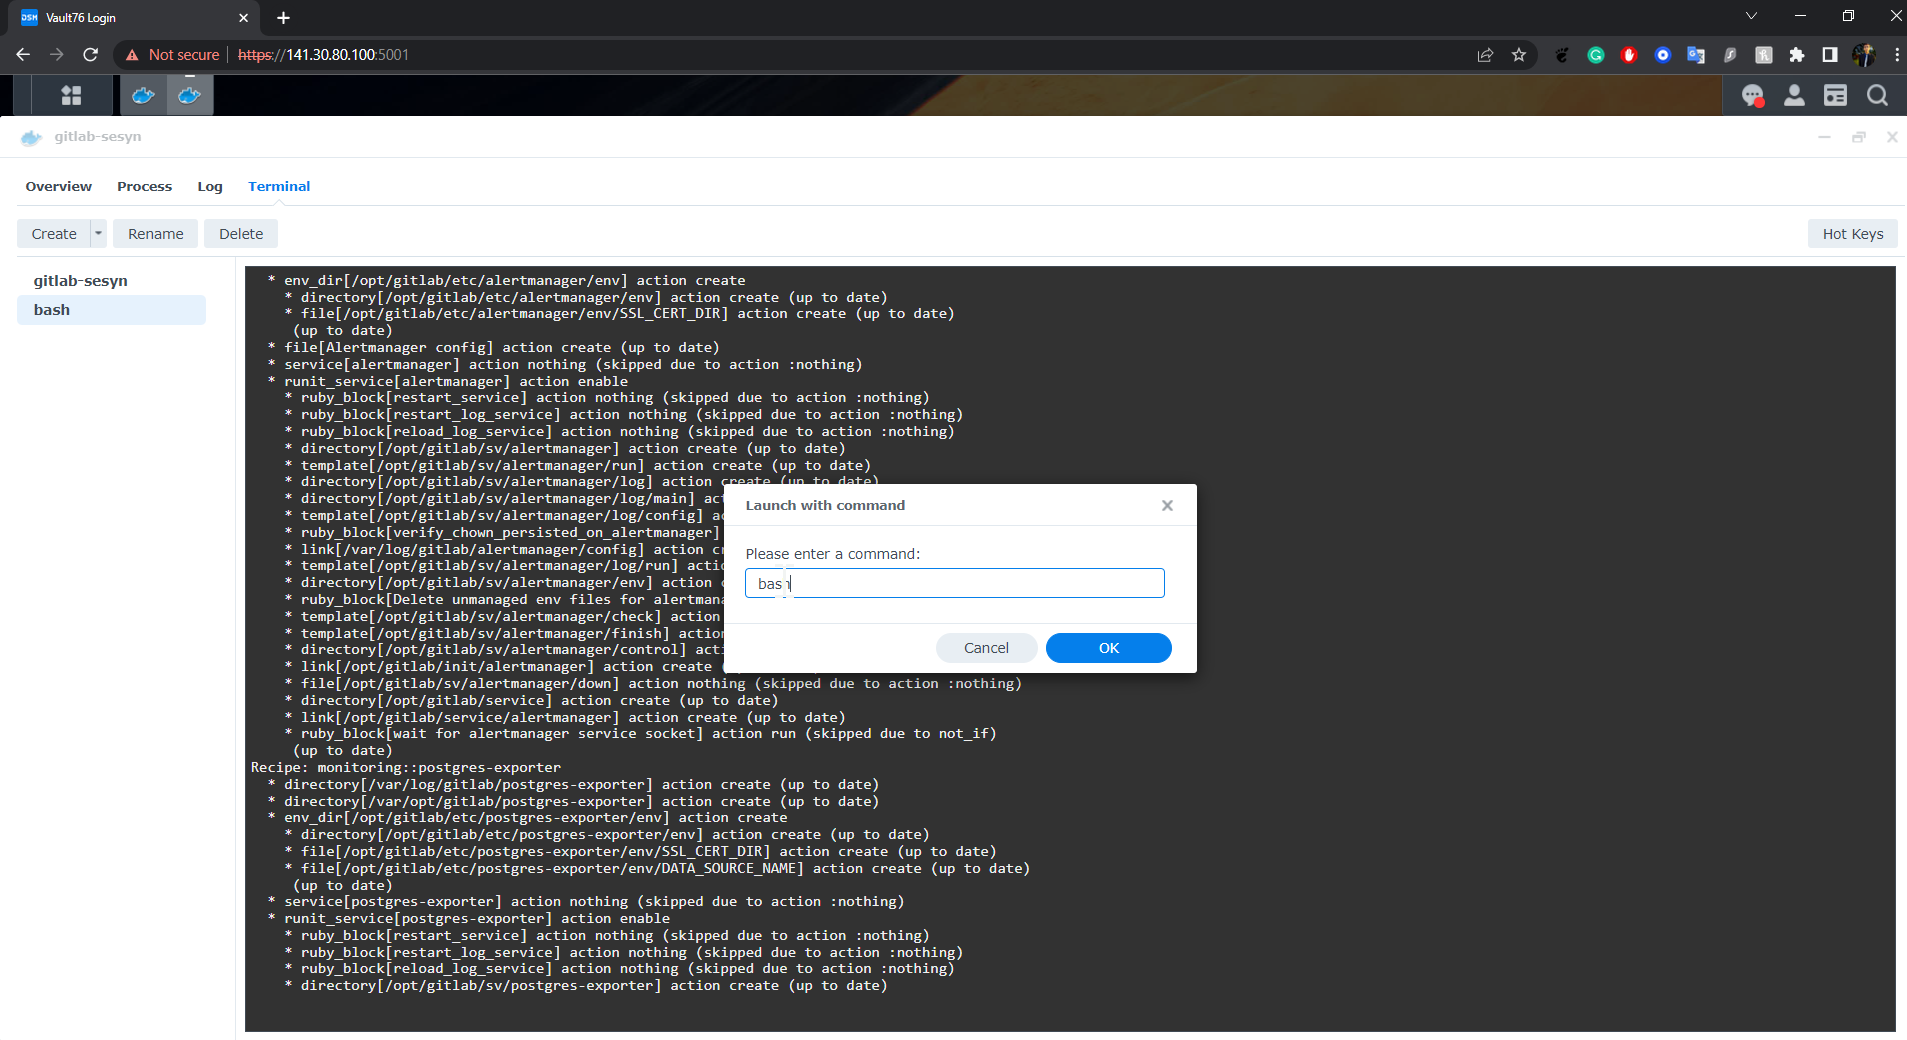 DSM Vault76 Login
Not secure https://141.30.80.100:5001
gitlab-sesyn
Overview Process Log Terminal
Create Rename Delete Hot Keys
gitlab-sesyn
bash
* env_dir[/opt/gitlab/etc/alertmanager/env] action create
* directory[/opt/gitlab/etc/alertmanager/env] action create (up to date)
* file[/opt/gitlab/etc/alertmanager/env/SSL_CERT_DIR] action create (up to date)
(up to date)
* file[Alertmanager config] action create (up to date)
* service[alertmanager] action nothing (skipped due to action :nothing)
* runit_service[alertmanager] action enable
* ruby_block[restart_service] action nothing (skipped due to action :nothing)
* ruby_block[restart_log_service] action nothing (skipped due to action :nothing)
* ruby_block[reload_log_service] action nothing (skipped due to action :nothing)
* directory[/opt/gitlab/sv/alertmanager] action create (up to date)
* template[/opt/gitlab/sv/alertmanager/run] action create (up to date)
* directory[/opt/gitlab/sv/alertmanager/log] action create (up to date)
* directory[/opt/gitlab/sv/alertmanager/log/main] act
* template[/opt/gitlab/sv/alertmanager/log/config] a
* ruby_block[verify_chown_persisted_on_alertmanager]
* link[/var/log/gitlab/alertmanager/config] action c
* template[/opt/gitlab/sv/alertmanager/log/run] actio
* directory[/opt/gitlab/sv/alertmanager/env] action
* ruby_block[Delete unmanaged env files for alertmana
* template[/opt/gitlab/sv/alertmanager/check] action
* template[/opt/gitlab/sv/alertmanager/finish] action
* directory[/opt/gitlab/sv/alertmanager/control] acti
* link[/opt/gitlab/init/alertmanager] action create (
* file[/opt/gitlab/sv/alertmanager/down] action nothing (skipped due to action :nothing)
* directory[/opt/gitlab/service] action create (up to date)
* link[/opt/gitlab/service/alertmanager] action create (up to date)
* ruby_block[wait for alertmanager service socket] action run (skipped due to not_if)
(up to date)
Recipe: monitoring::postgres-exporter
* directory[/var/log/gitlab/postgres-exporter] action create (up to date)
* directory[/var/opt/gitlab/postgres-exporter] action create (up to date)
* env_dir[/opt/gitlab/etc/postgres-exporter/env] action create
* directory[/opt/gitlab/etc/postgres-exporter/env] action create (up to date)
* file[/opt/gitlab/etc/postgres-exporter/env/SSL_CERT_DIR] action create (up to date)
* file[/opt/gitlab/etc/postgres-exporter/env/DATA_SOURCE_NAME] action create (up to date)
(up to date)
* service[postgres-exporter] action nothing (skipped due to action :nothing)
* runit_service[postgres-exporter] action enable
* ruby_block[restart_service] action nothing (skipped due to action :nothing)
* ruby_block[restart_log_service] action nothing (skipped due to action :nothing)
* ruby_block[reload_log_service] action nothing (skipped due to action :nothing)
* directory[/opt/gitlab/sv/postgres-exporter] action create (up to date)
Launch with command
Please enter a command:
bash
Cancel OK